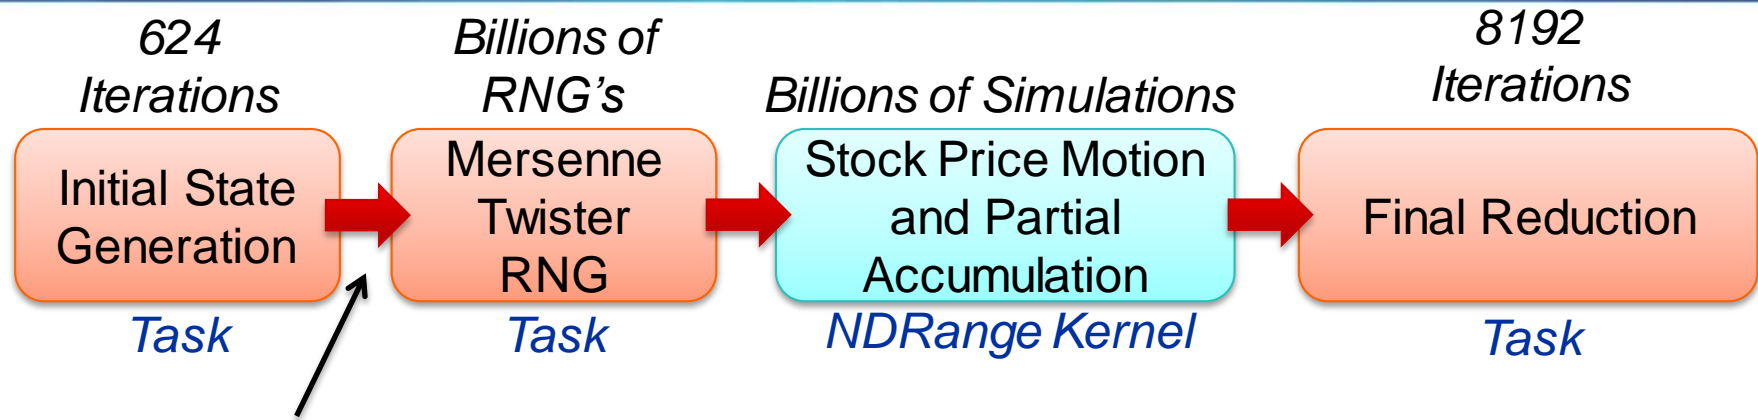 624
Iterations
Billions of
RNG's
Billions of Simulations
8192
Iterations
Initial State
Generation
Mersenne
Twister
RNG
Stock Price Motion
and Partial
Accumulation
Final Reduction
Task
Task
NDRange Kernel
Task